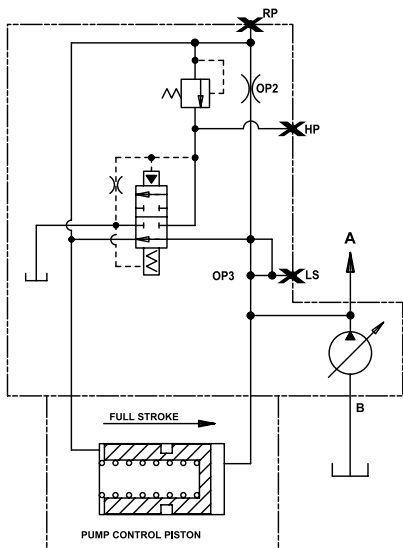 RP
OP2
HP
A
OP3
LS
B
FULL STROKE
PUMP CONTROL PISTON